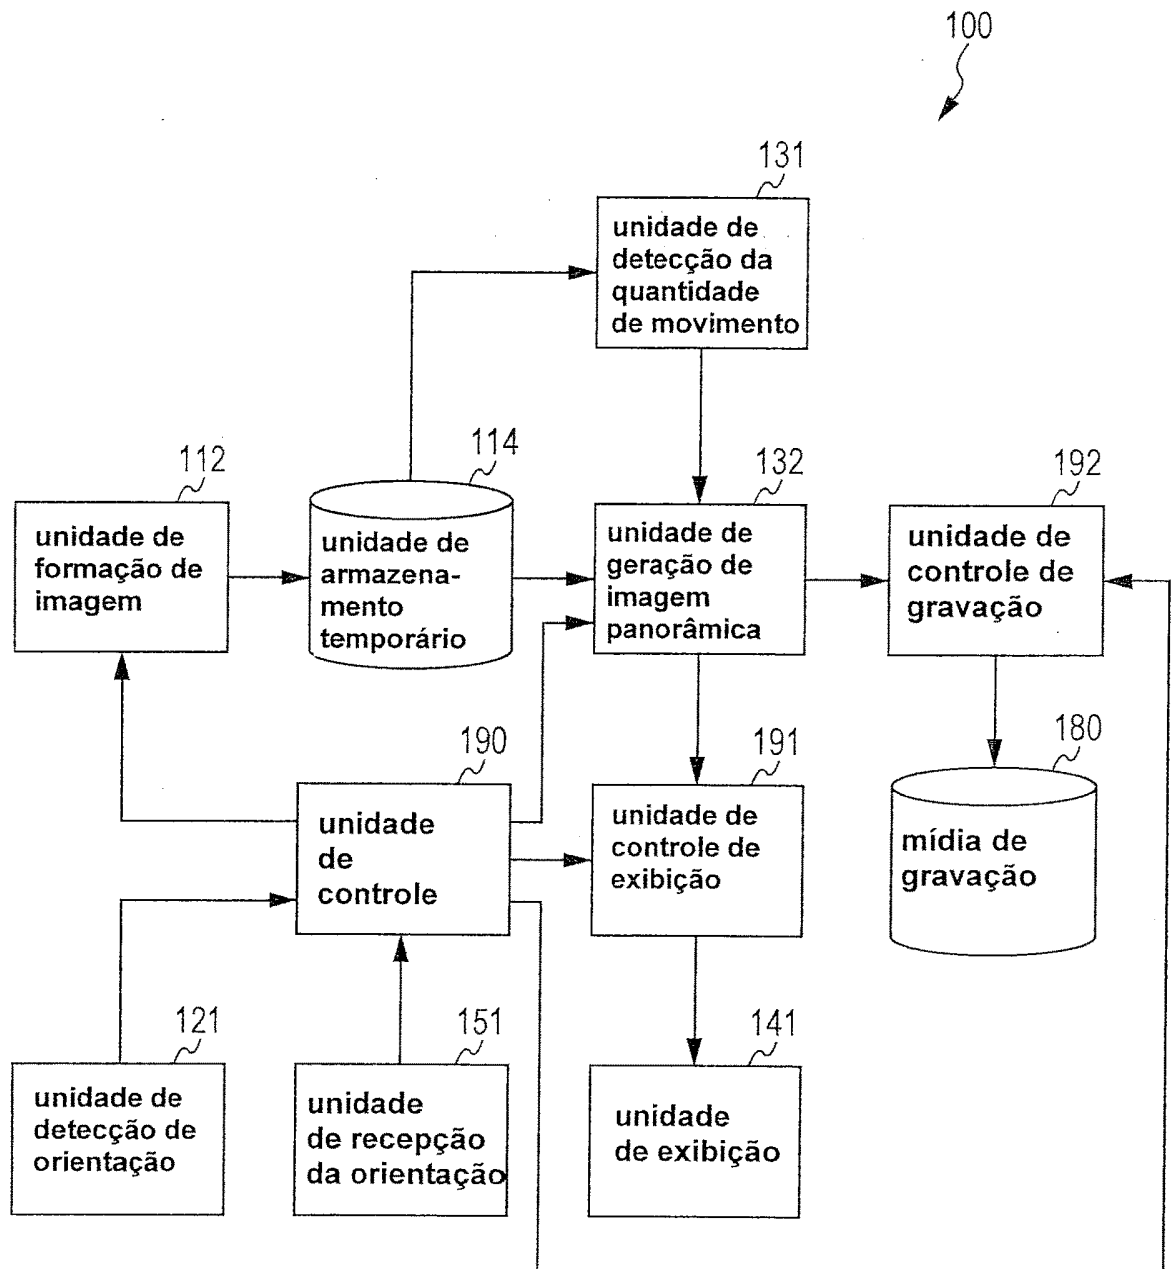 100
131
unidade de
detecção da
quantidade
de movimento
112
unidade de
formação de
imagem
114
unidade de
armazena-
mento
temporário
132
unidade de
geração de
imagem
panorâmica
192
unidade de
controle de
gravação
190
unidade
de
controle
191
unidade de
controle de
exibição
180
mídia de
gravação
121
unidade de
detecção de
orientação
151
unidade
de recepção
da orientação
141
unidade
de exibição